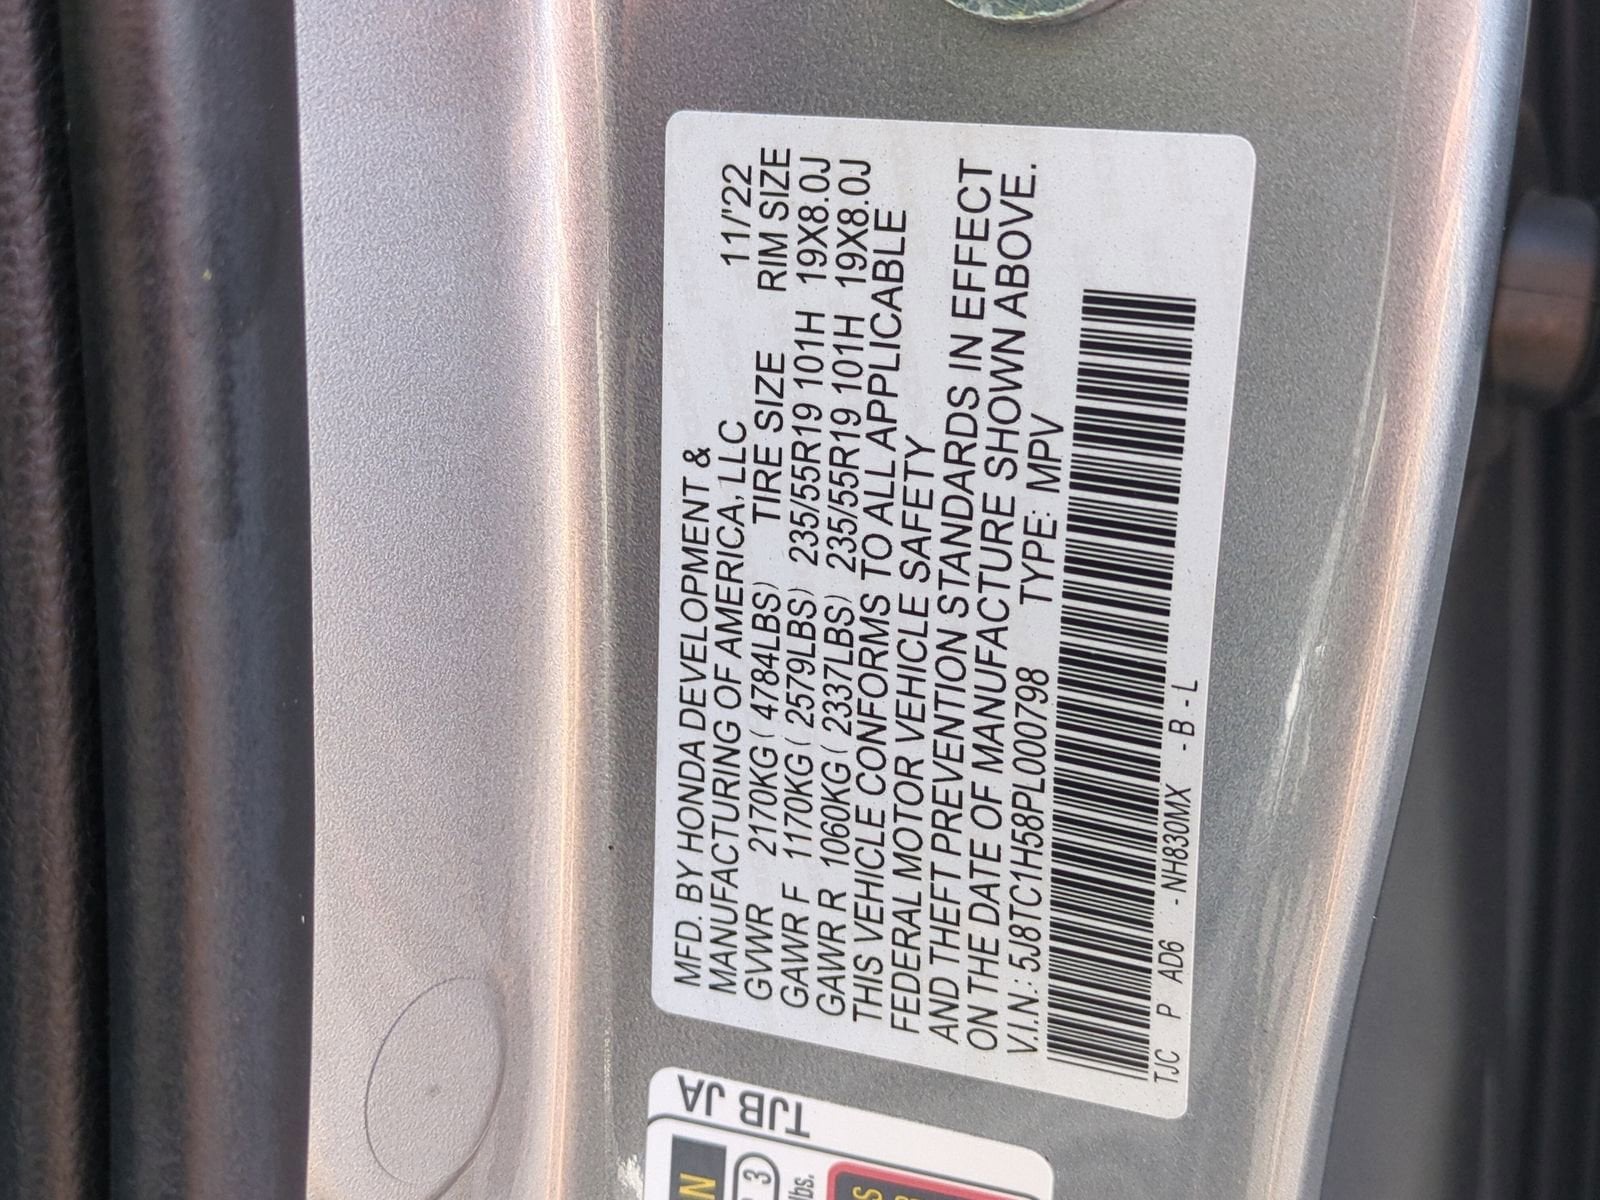 MFD. BY HONDA DEVELOPMENT &
MANUFACTURING OF AMERICA, LLC 11/'22
GVWR 2170KG ( 4784LBS) TIRE SIZE RIM SIZE
GAWR F 1170KG ( 2579LBS) 235/55R19 101H 19X8.0J
GAWR R 1060KG ( 2337LBS) 235/55R19 101H 19X8.0J
THIS VEHICLE CONFORMS TO ALL APPLICABLE
FEDERAL MOTOR VEHICLE SAFETY
AND THEFT PREVENTION STANDARDS IN EFFECT
ON THE DATE OF MANUFACTURE SHOWN ABOVE.
V.I.N.: 5J8TC1H58PL000798 TYPE: MPV
TJC P AD6 -NH830MX -B-L
TJB JA
3
lbs.